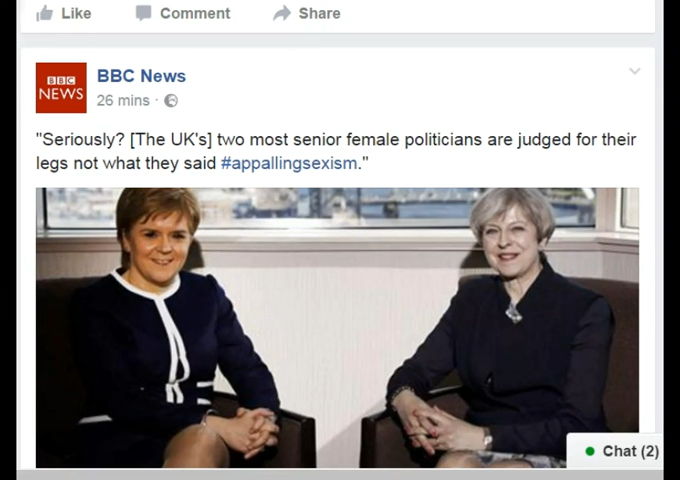 Like Comment Share
BBC
NEWS
BBC News
26 mins ·
"Seriously? [The UK's] two most senior female politicians are judged for their
legs not what they said #appallingsexism."
Chat (2)